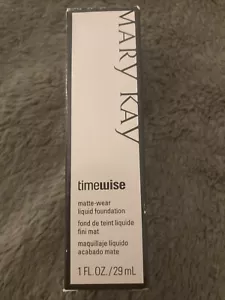 MARY KAY
timewise
matte-wear
liquid foundation
fond de teint liquide
fini mat
maquillaje líquido
acabado mate
1 FL. OZ. / 29 mL